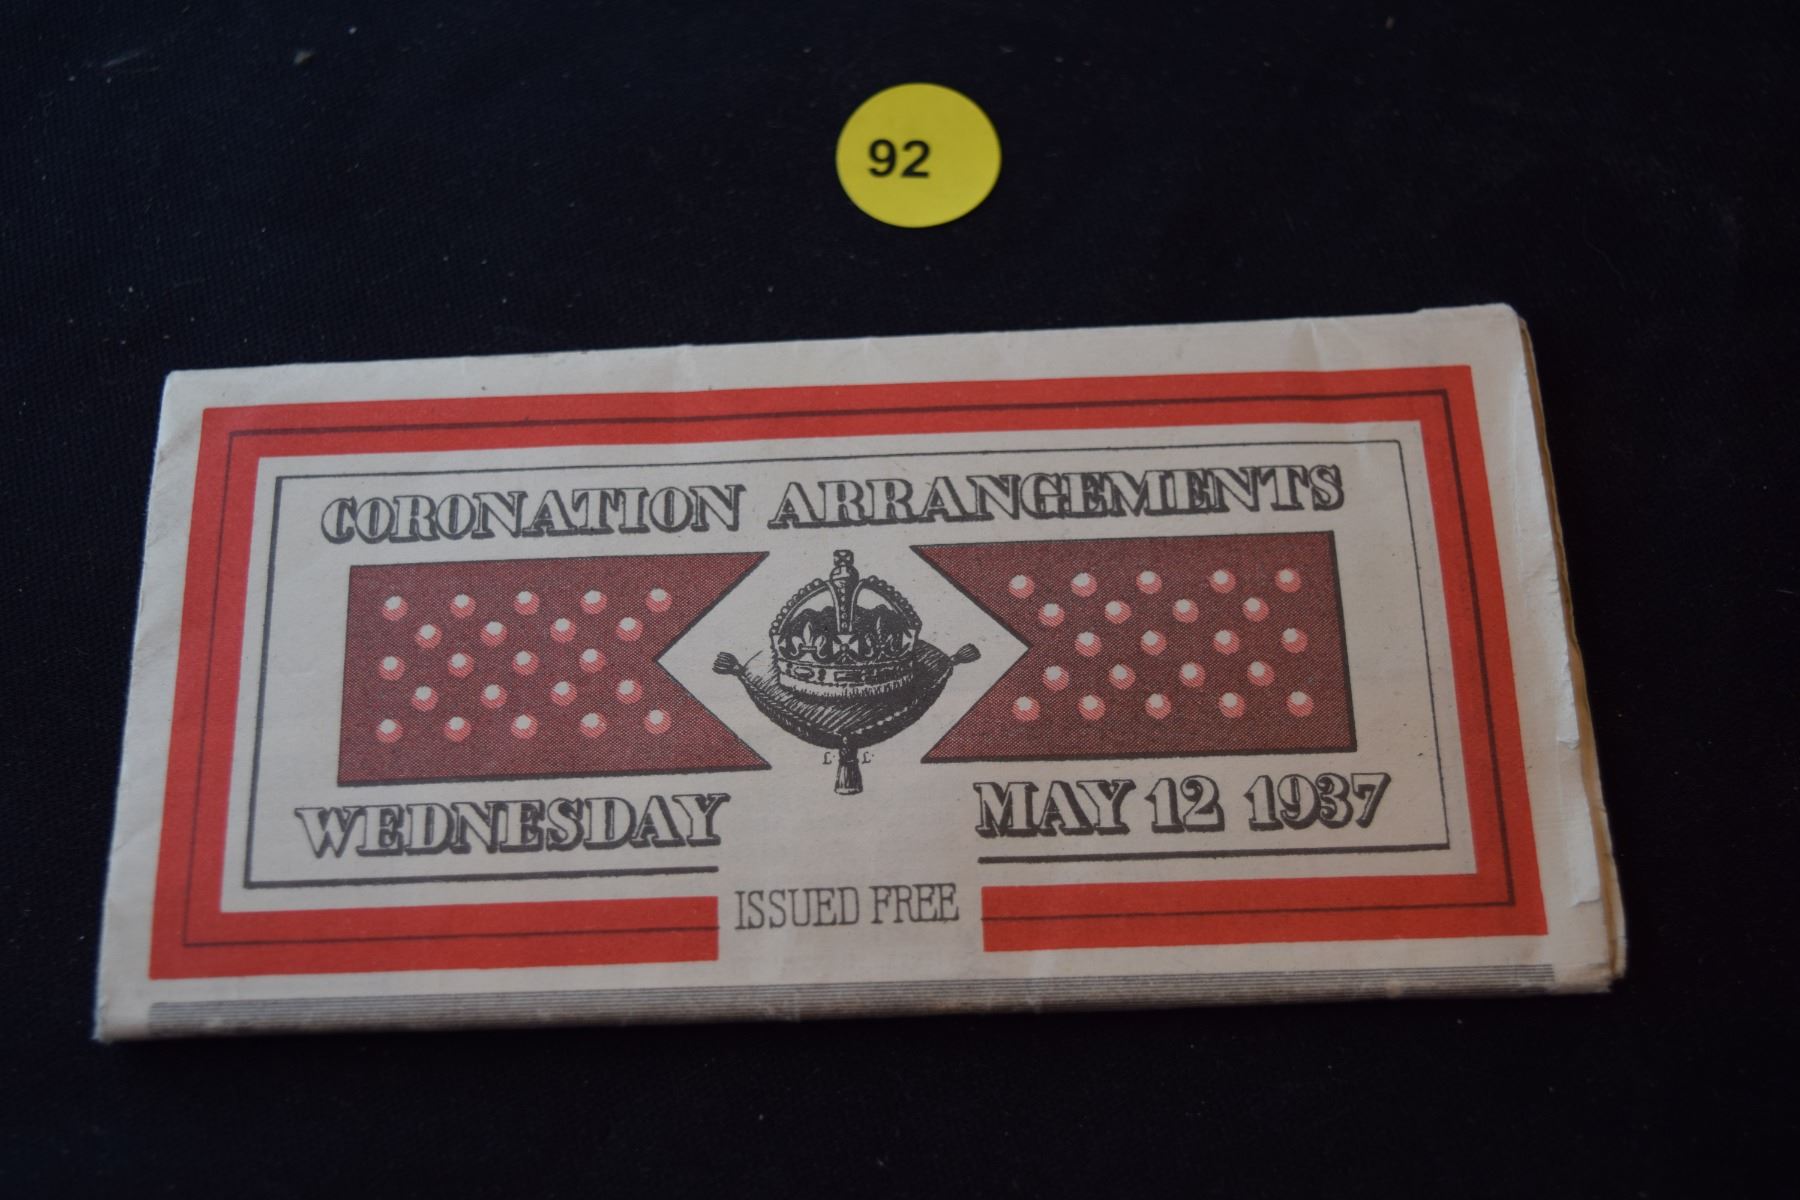 92
CORONATION ARRANGEMENTS
L L
WEDNESDAY MAY 12 1937
ISSUED FREE